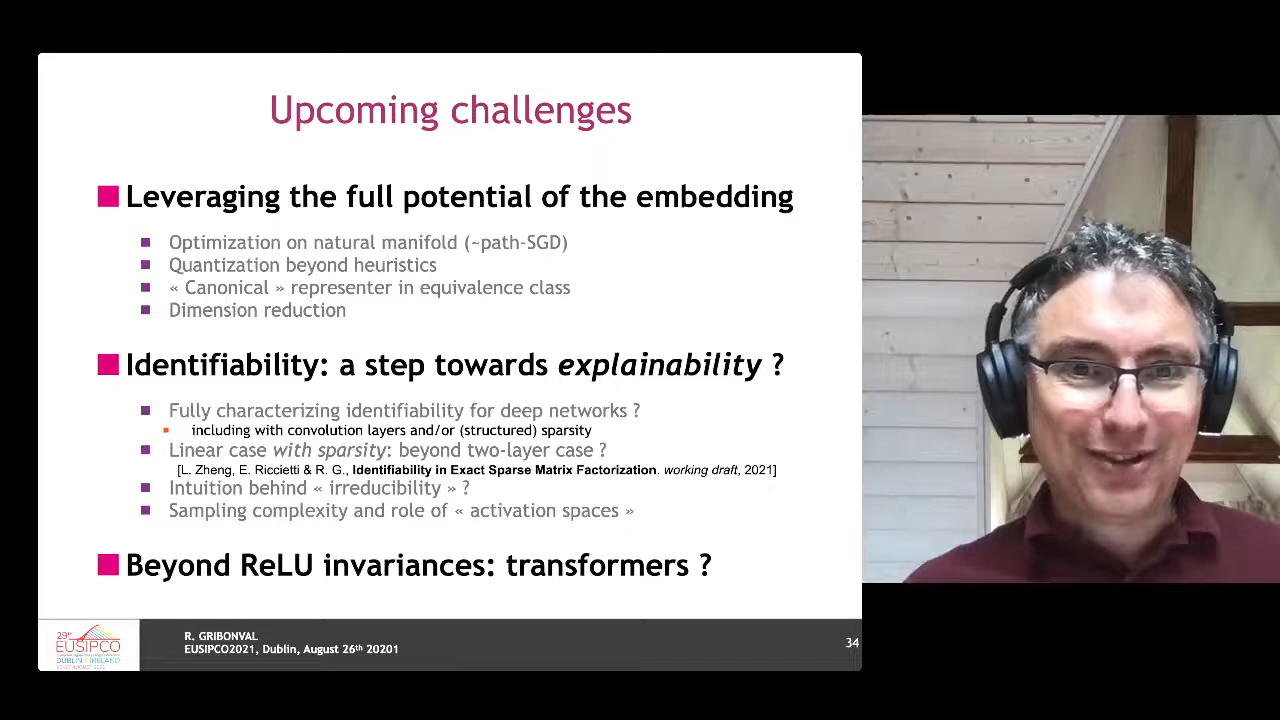 Upcoming challenges
Leveraging the full potential of the embedding
Optimization on natural manifold (~path-SGD)
Quantization beyond heuristics
« Canonical » representer in equivalence class
Dimension reduction
Identifiability: a step towards explainability ?
Fully characterizing identifiability for deep networks ?
including with convolution layers and/or (structured) sparsity
Linear case with sparsity: beyond two-layer case ?
[L. Zheng, E. Riccietti & R. G., Identifiability in Exact Sparse Matrix Factorization. working draft, 2021]
Intuition behind « irreducibility » ?
Sampling complexity and role of « activation spaces »
Beyond ReLU invariances: transformers ?
29th
EUSIPCO
DUBLIN IRELAND
R. GRIBONVAL
EUSIPCO2021, Dublin, August 26th 20201
34